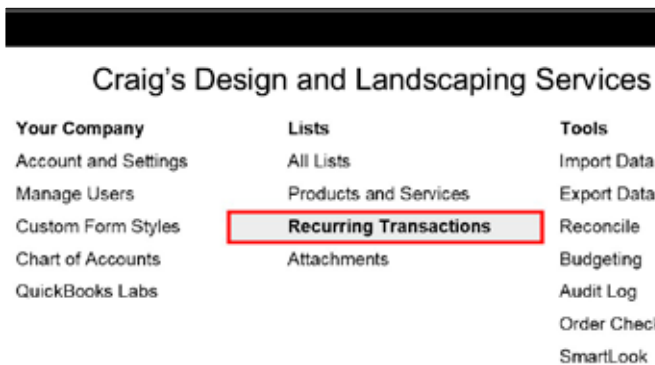 Craig's Design and Landscaping Services
Your Company
Account and Settings
Manage Users
Custom Form Styles
Chart of Accounts
QuickBooks Labs
Lists
All Lists
Products and Services
Recurring Transactions
Attachments
Tools
Import Data
Export Data
Reconcile
Budgeting
Audit Log
Order Chec
SmartLook